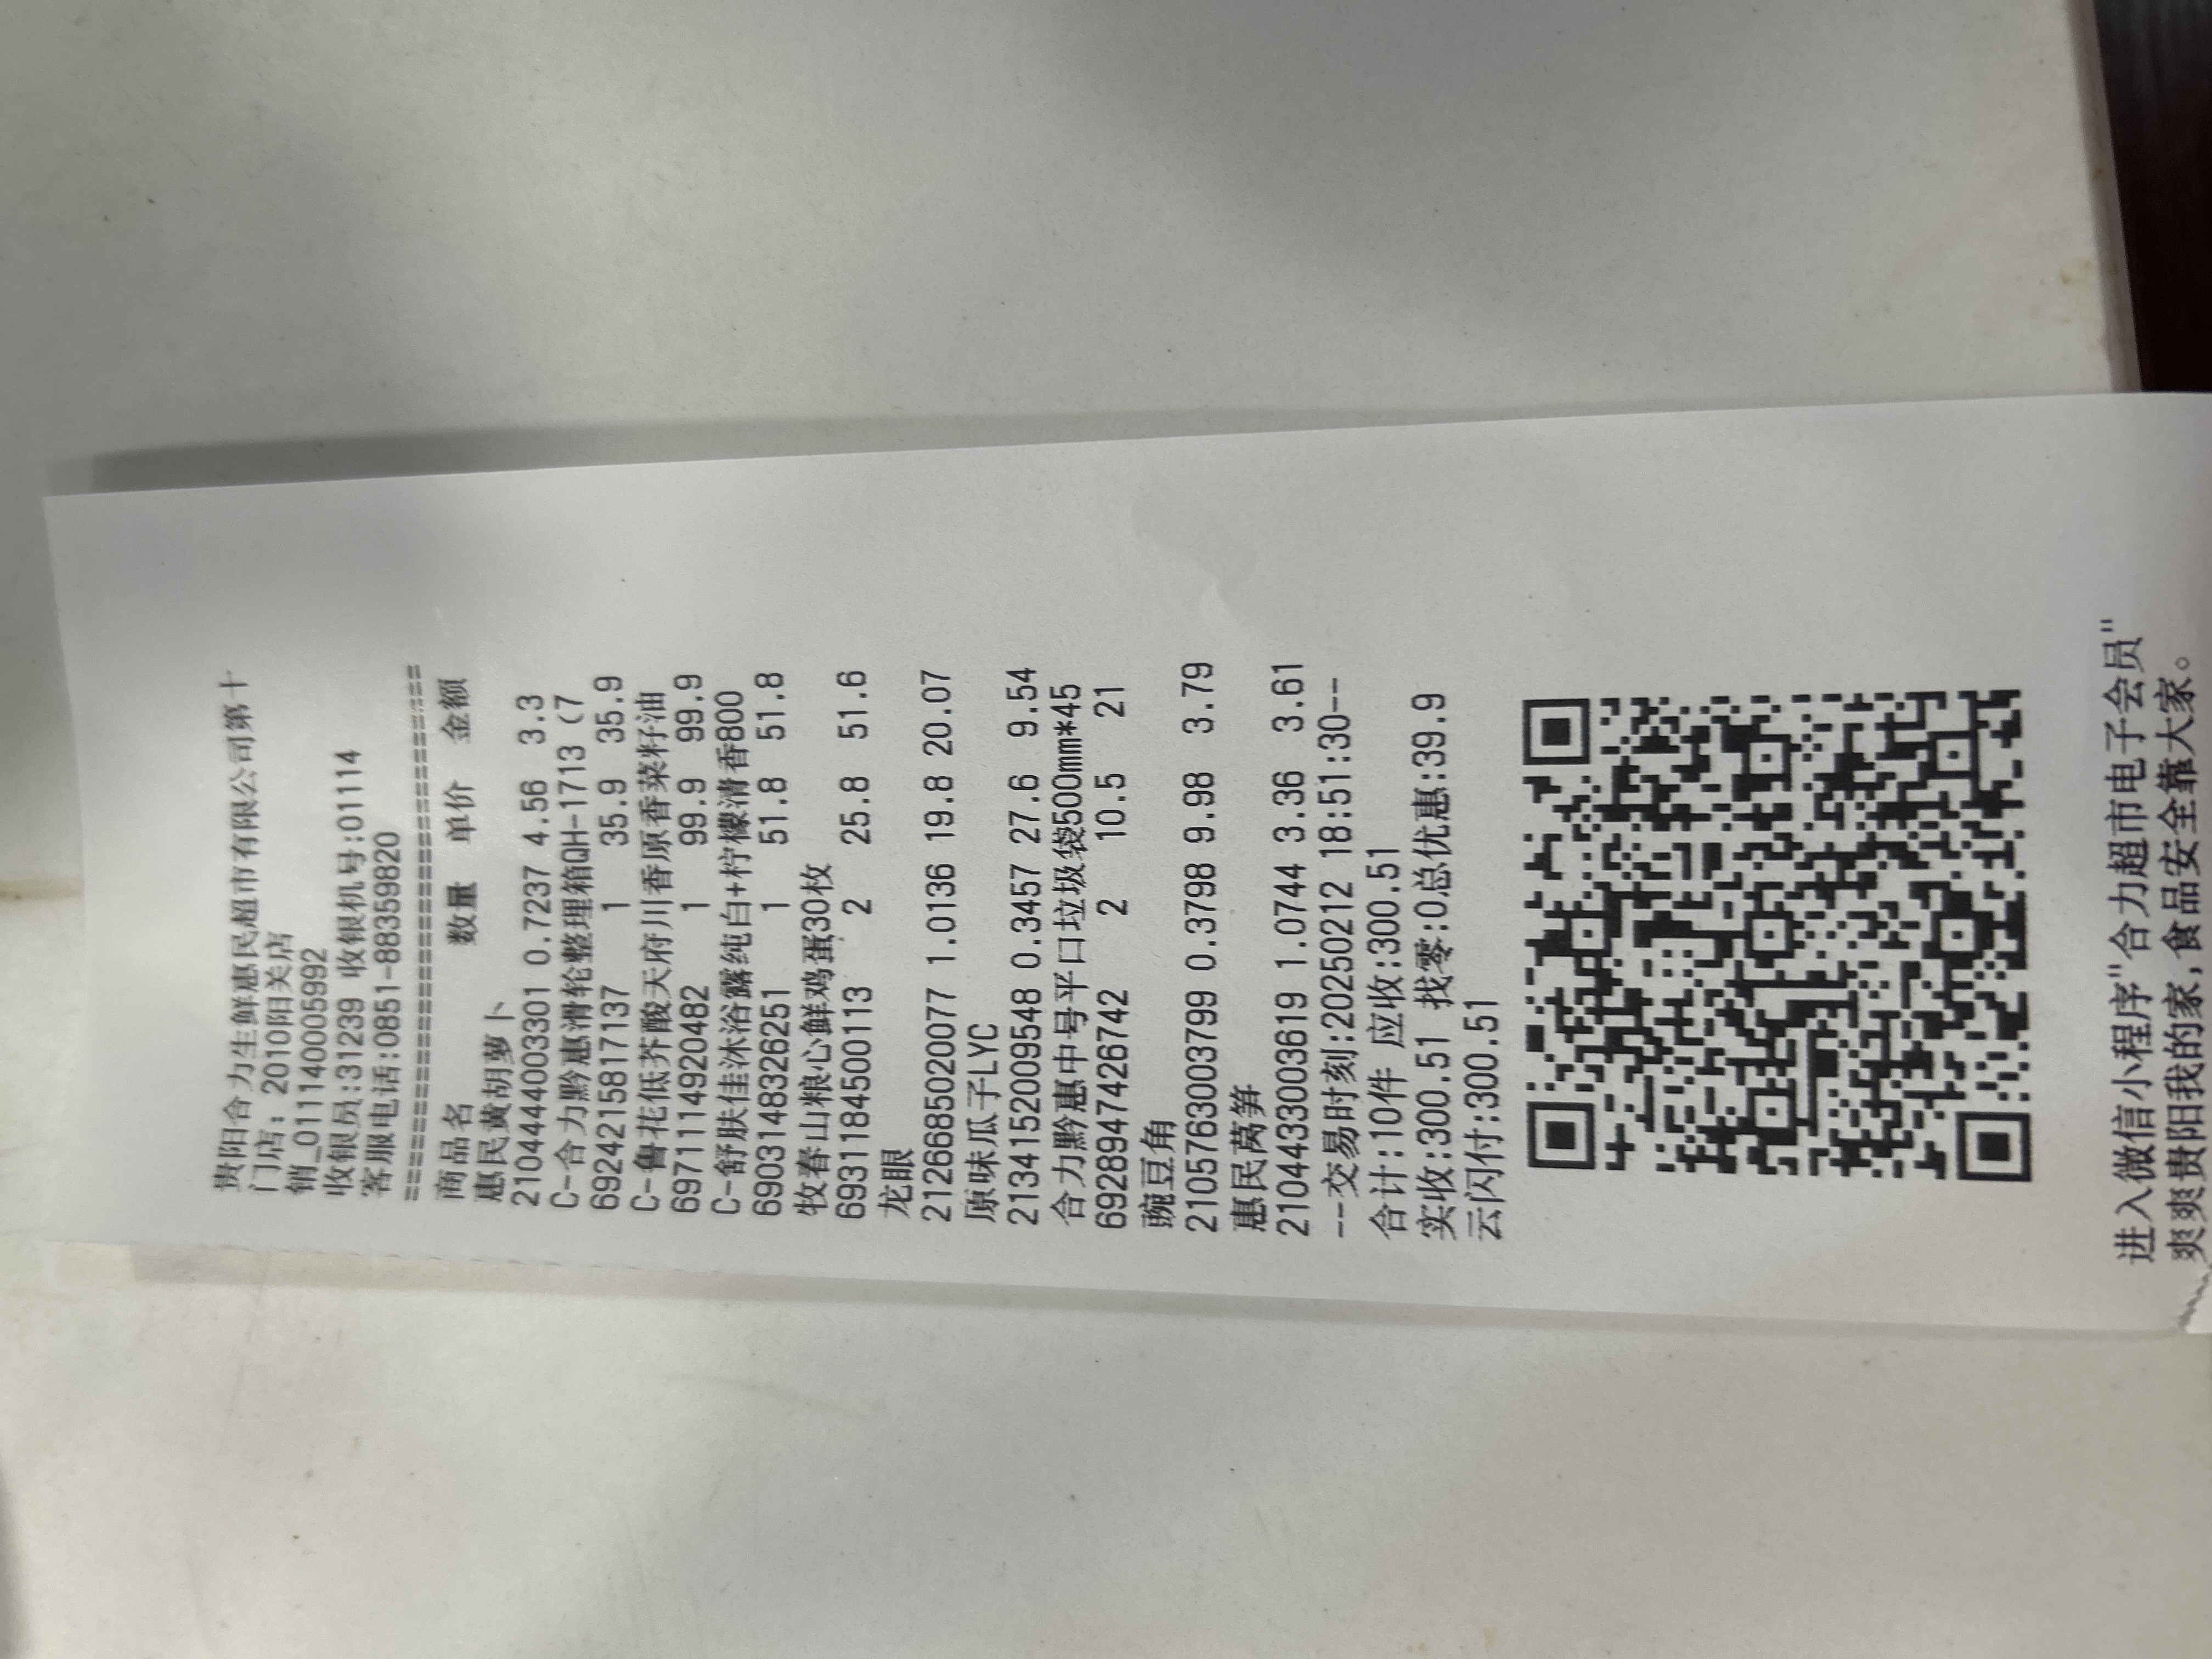 贵阳合力生鲜惠民超市有限公司第十
门店: 2010阳关店
销_0111400005992
收银员:31239 收银机号:01114
客服电话:0851-88359820
================================
商品名 数量 单价 金额
惠民黄胡萝卜
2104444003301 0.7237 4.56 3.3
C-合力黔惠滑轮整理箱QH-1713 (7
6924215817137 1 35.9 35.9
C-鲁花低芥酸天府川香原香菜籽油
6971111492048​2 1 99.9 99.9
C-舒肤佳沐浴露纯白+柠檬清香800
6903148326251 1 51.8 51.8
牧春山粮心鲜鸡蛋30枚
6931184500113 2 25.8 51.6
龙眼
2126685020077 1.0136 19.8 20.07
原味瓜子LYC
2134152009548 0.3457 27.6 9.54
合力黔惠中号平口垃圾袋500mm*45
6928947426742 2 10.5 21
豌豆角
2105763003799 0.3798 9.98 3.79
惠民莴笋
2104433003619 1.0744 3.36 3.61
--交易时刻:20250212 18:51:30--
合计:10件 应收:300.51
实收:300.51 找零:0总优惠:39.9
云闪付:300.51
进入微信小程序"合力超市电子会员"
爽爽贵阳我的家,食品安全靠大家。